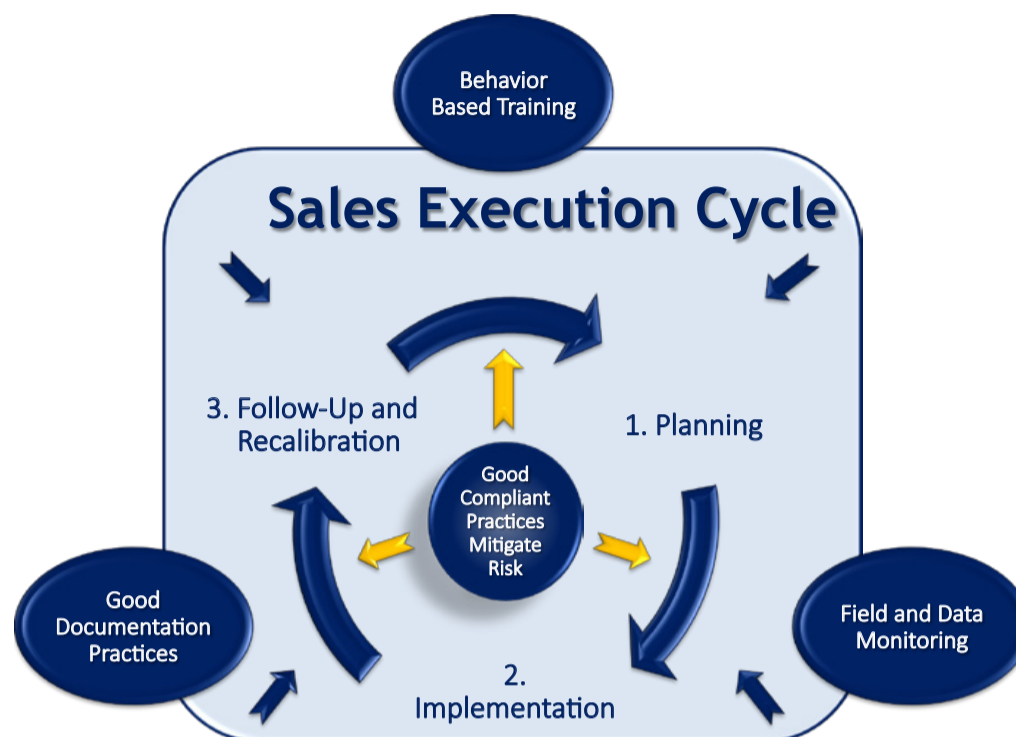 Behavior
Based Training
Sales Execution Cycle
3. Follow-Up and
Recalibration
1. Planning
Good
Compliant
Practices
Mitigate
Risk
Good
Documentation
Practices
Field and Data
Monitoring
2.
Implementation